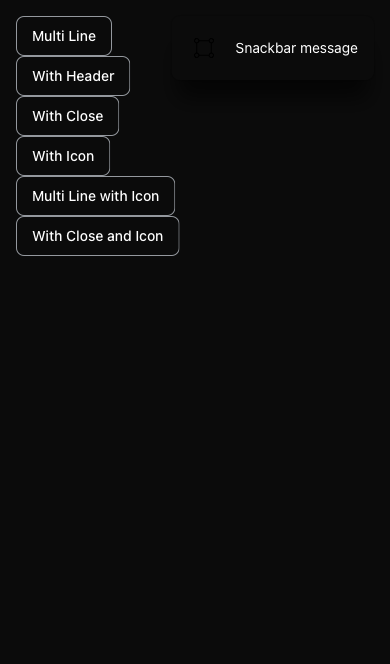 Multi Line
Snackbar message
With Header
With Close
With Icon
Multi Line with Icon
With Close and Icon